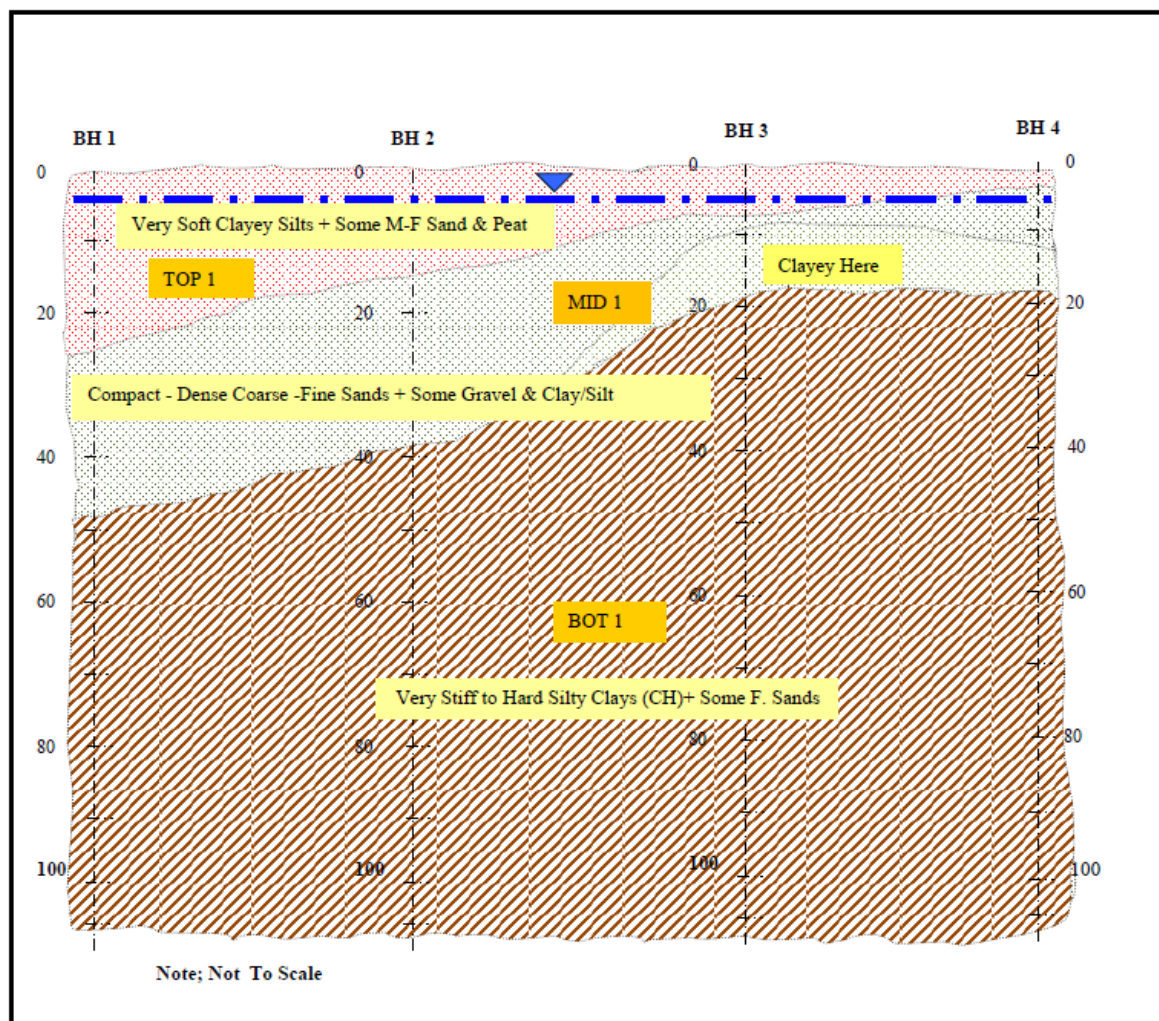 BH 1
BH 2
BH 3
BH 4
0
0
0
0
Very Soft Clayey Silts + Some M-F Sand & Peat
TOP 1
Clayey Here
MID 1
20
20
20
20
Compact - Dense Coarse -Fine Sands + Some Gravel & Clay/Silt
40
40
40
40
60
60
60
60
BOT 1
Very Stiff to Hard Silty Clays (CH)+ Some F. Sands
80
80
80
80
100
100
100
100
Note; Not To Scale